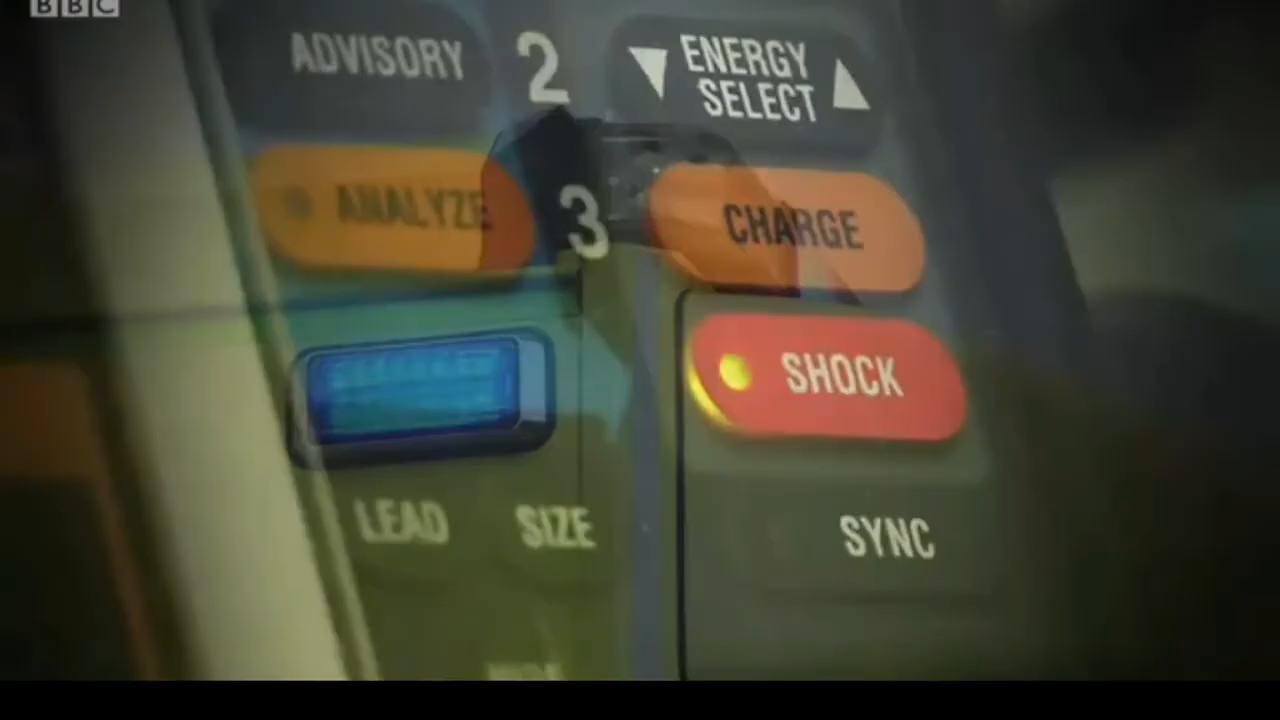 BBC
ADVISORY
2
ENERGY
SELECT
ANALYZE
3
CHARGE
SHOCK
LEAD
SIZE
SYNC